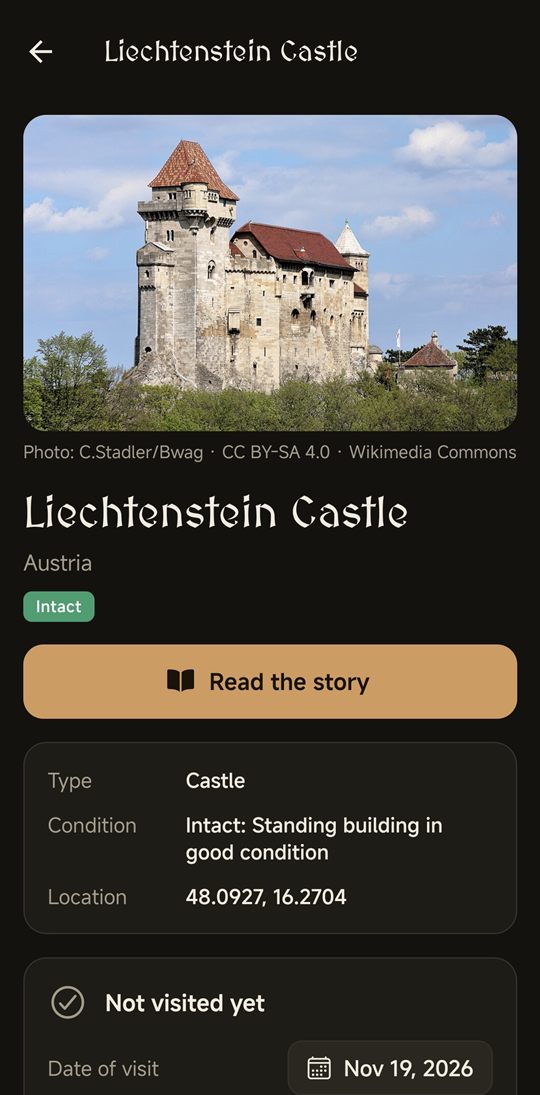 Liechtenstein Castle
Photo: C.Stadler/Bwag · CC BY-SA 4.0 · Wikimedia Commons
Liechtenstein Castle
Austria
Intact
Read the story
Type Castle
Condition Intact: Standing building in
good condition
Location 48.0927, 16.2704
Not visited yet
Date of visit Nov 19, 2026